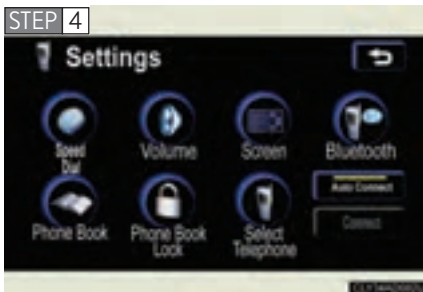 STEP 4
Settings
Speed
Dial
Volume
Screen
Bluetooth
Auto Connect
Phone Book
Phone Book
Lock
Select
Telephone
Connect